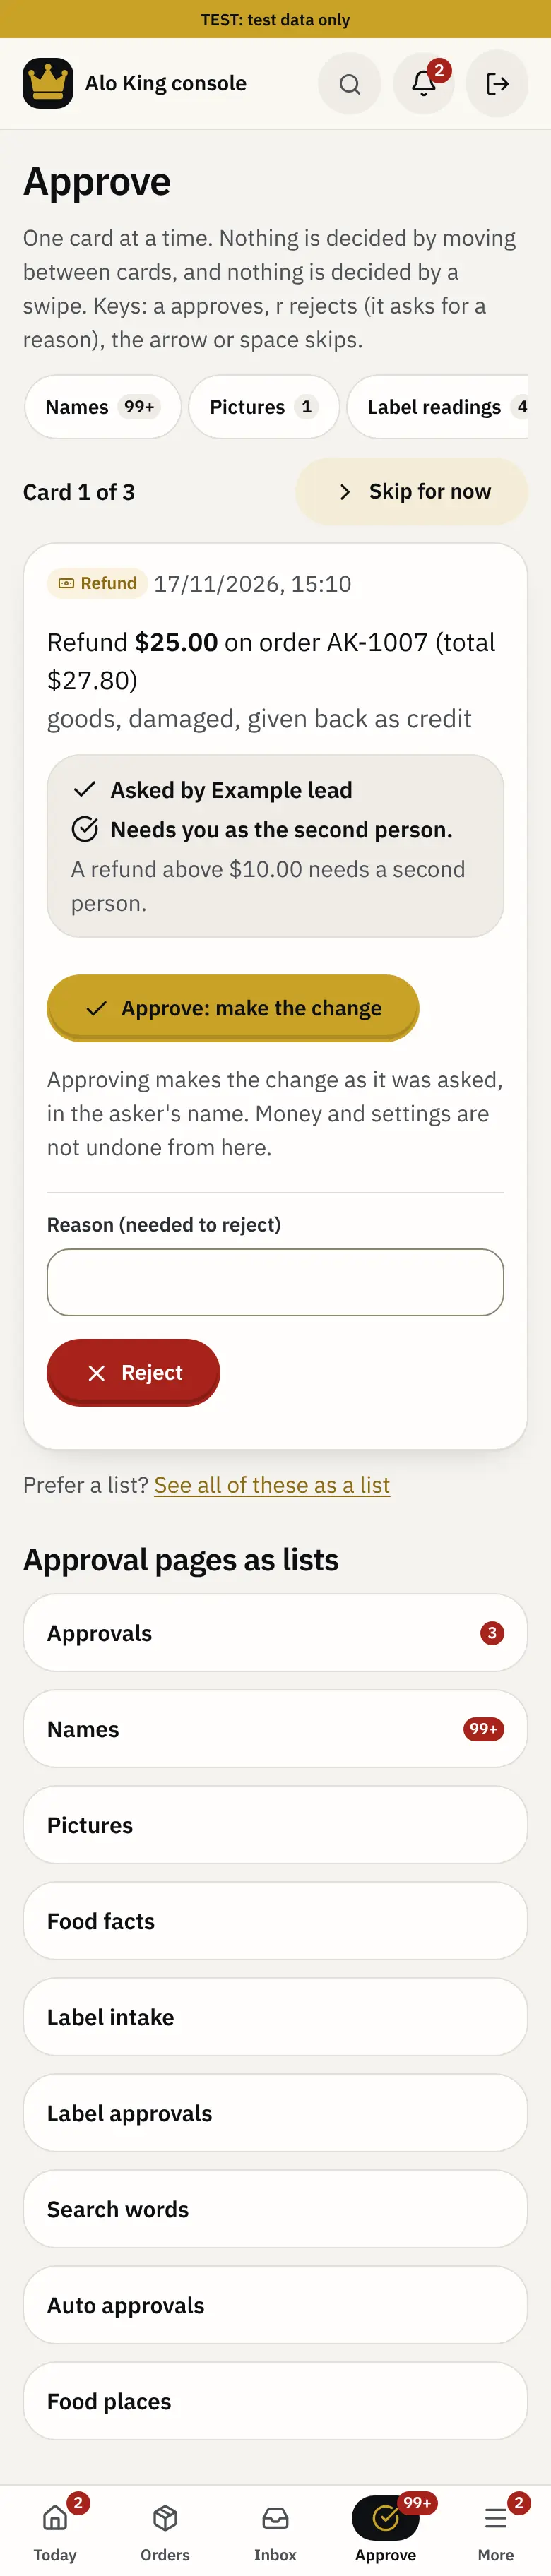 TEST: test data only
Alo King console
2
Approve
One card at a time. Nothing is decided by moving
between cards, and nothing is decided by a
swipe. Keys: a approves, r rejects (it asks for a
reason), the arrow or space skips.
Names 99+ Pictures 1 Label readings 4
Card 1 of 3
Skip for now
Refund 17/11/2026, 15:10
Refund $25.00 on order AK-1007 (total
$27.80)
goods, damaged, given back as credit
Asked by Example lead
Needs you as the second person.
A refund above $10.00 needs a second
person.
Approve: make the change
Approving makes the change as it was asked,
in the asker's name. Money and settings are
not undone from here.
Reason (needed to reject)
Reject
Prefer a list? See all of these as a list
Approval pages as lists
Approvals 3
Names 99+
Pictures
Food facts
Label intake
Label approvals
Search words
Auto approvals
Food places
2 99+ 2
Today Orders Inbox Approve More